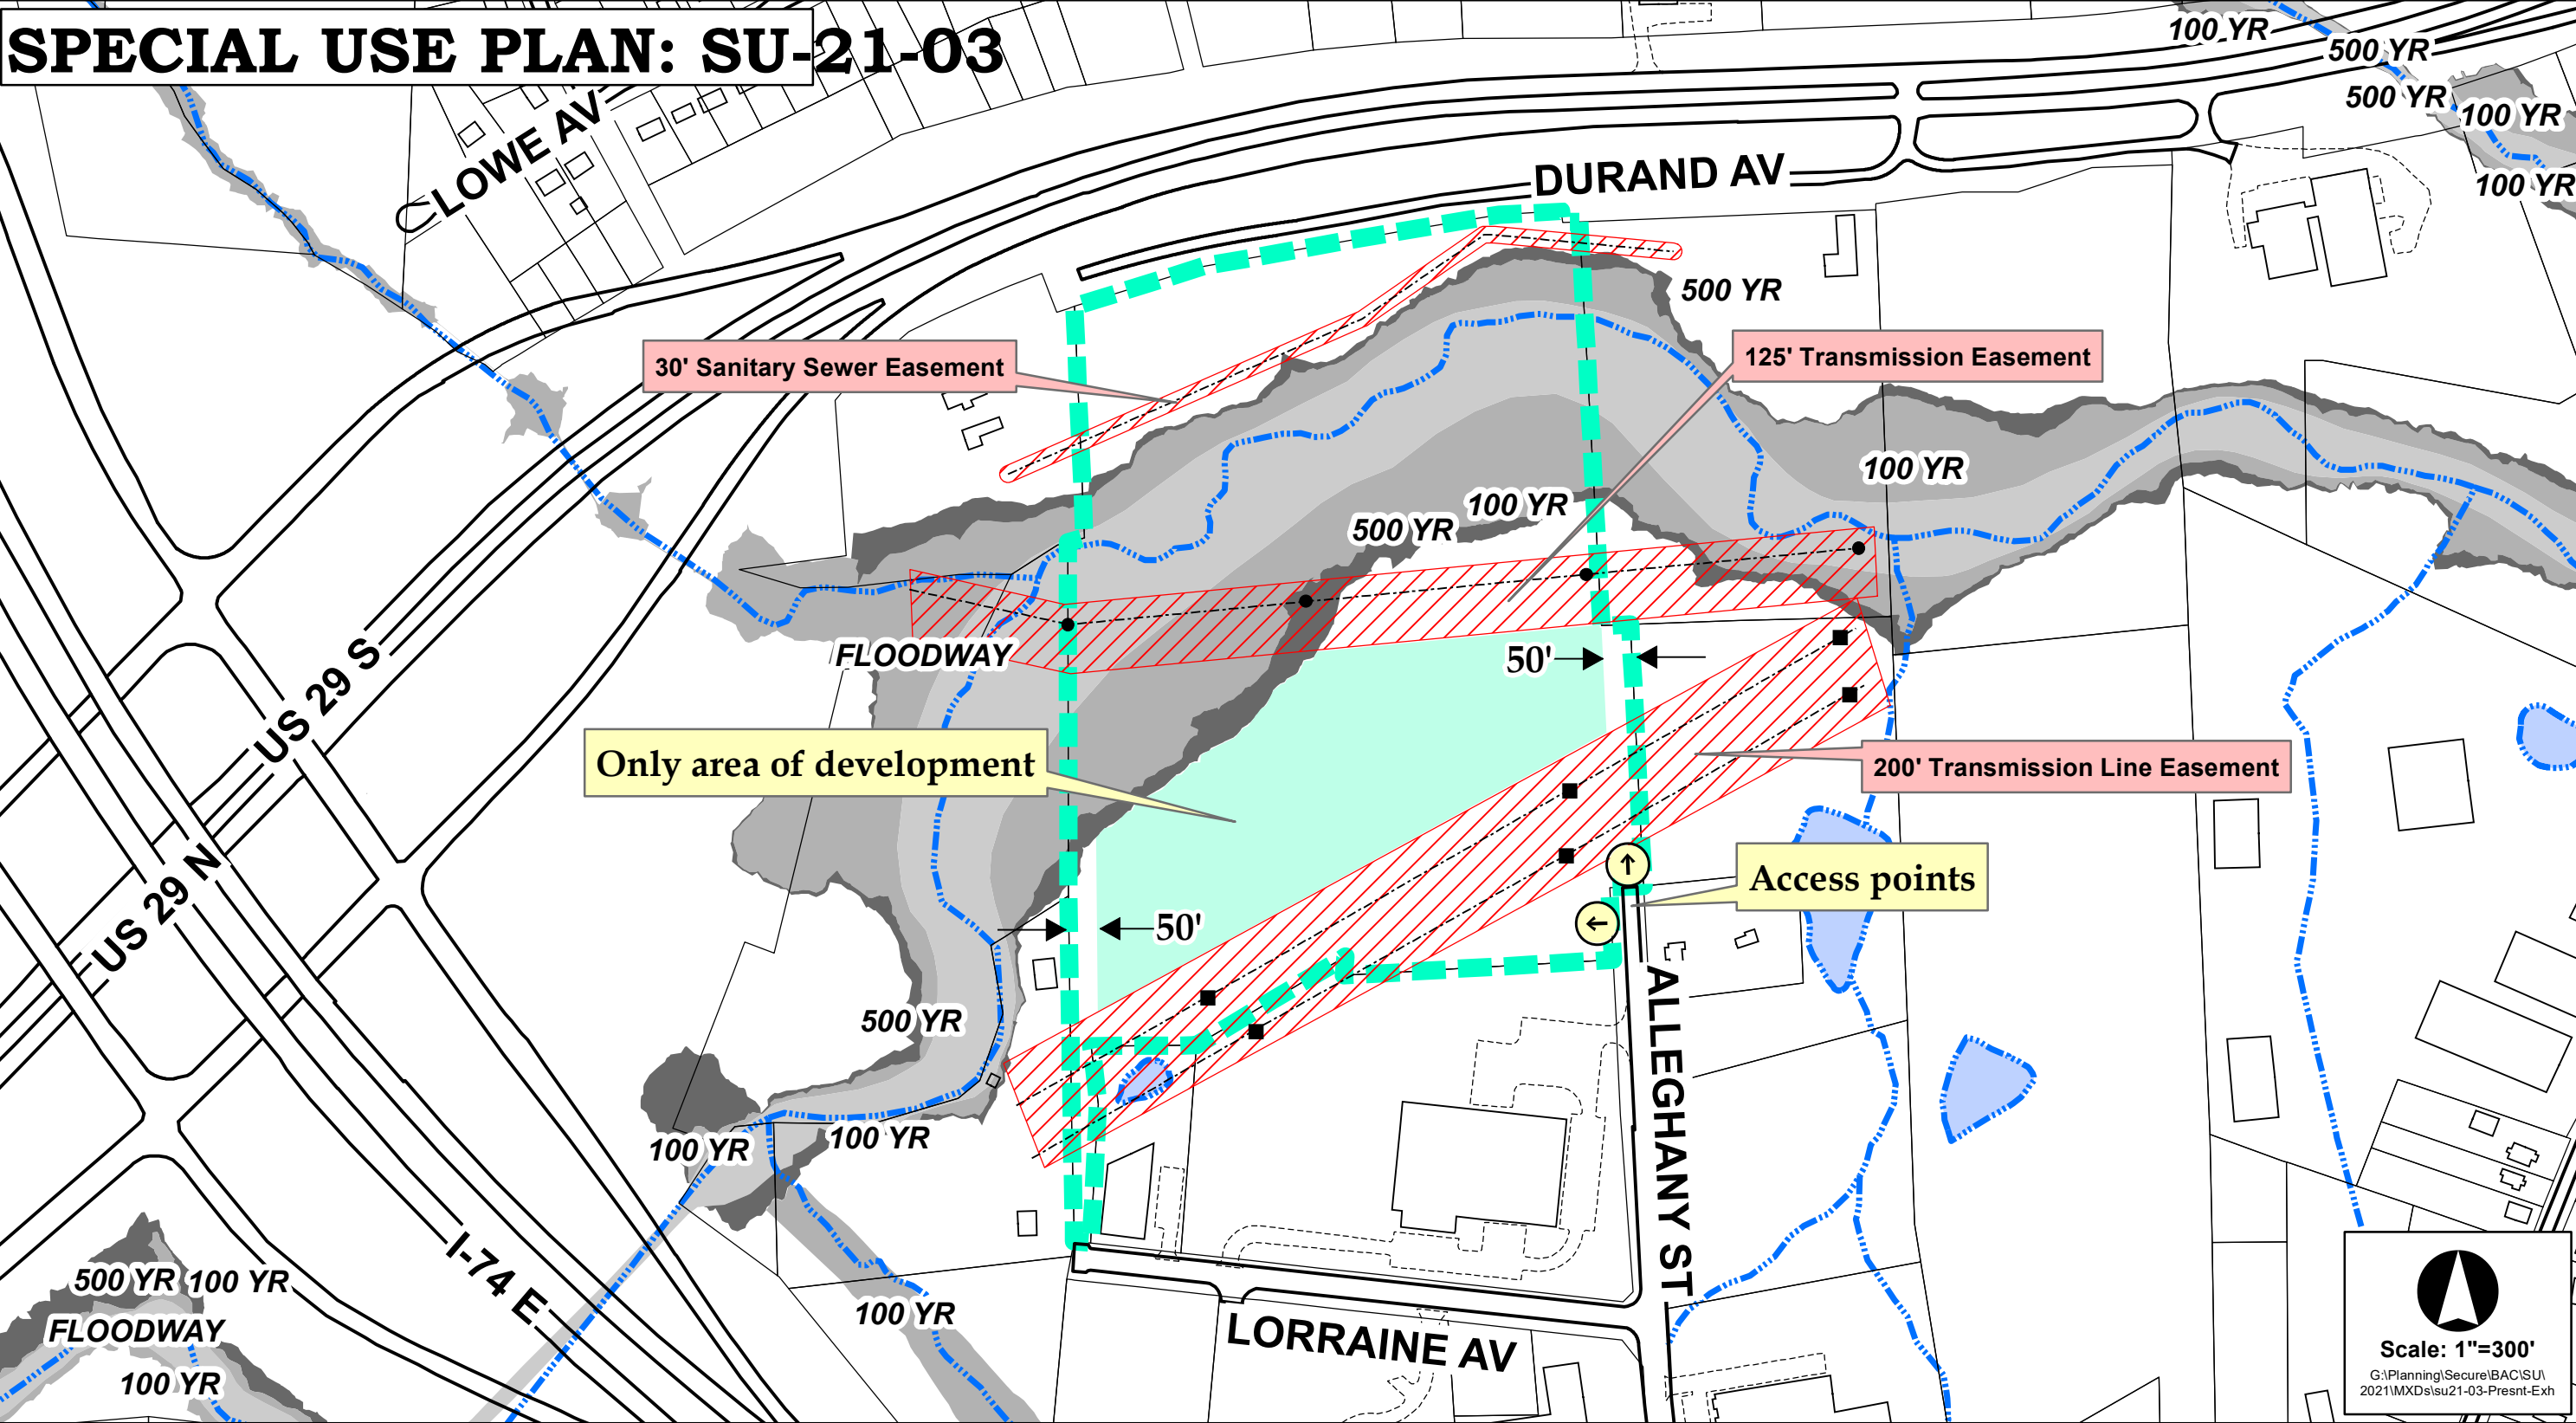 SPECIAL USE PLAN: SU-21-03
100 YR
500 YR
500 YR
100 YR
100 YR
LOWE AV
DURAND AV
500 YR
30' Sanitary Sewer Easement
125' Transmission Easement
100 YR
100 YR
500 YR
FLOODWAY
50'
US 29 S
Only area of development
200' Transmission Line Easement
Access points
US 29 N
50'
500 YR
ALLEGHANY ST
100 YR
100 YR
I-74 E
500 YR 100 YR
FLOODWAY
100 YR
100 YR
LORRAINE AV
Scale: 1"=300'
G:\Planning\Secure\BAC\SU\
2021\MXDs\su21-03-Presnt-Exh